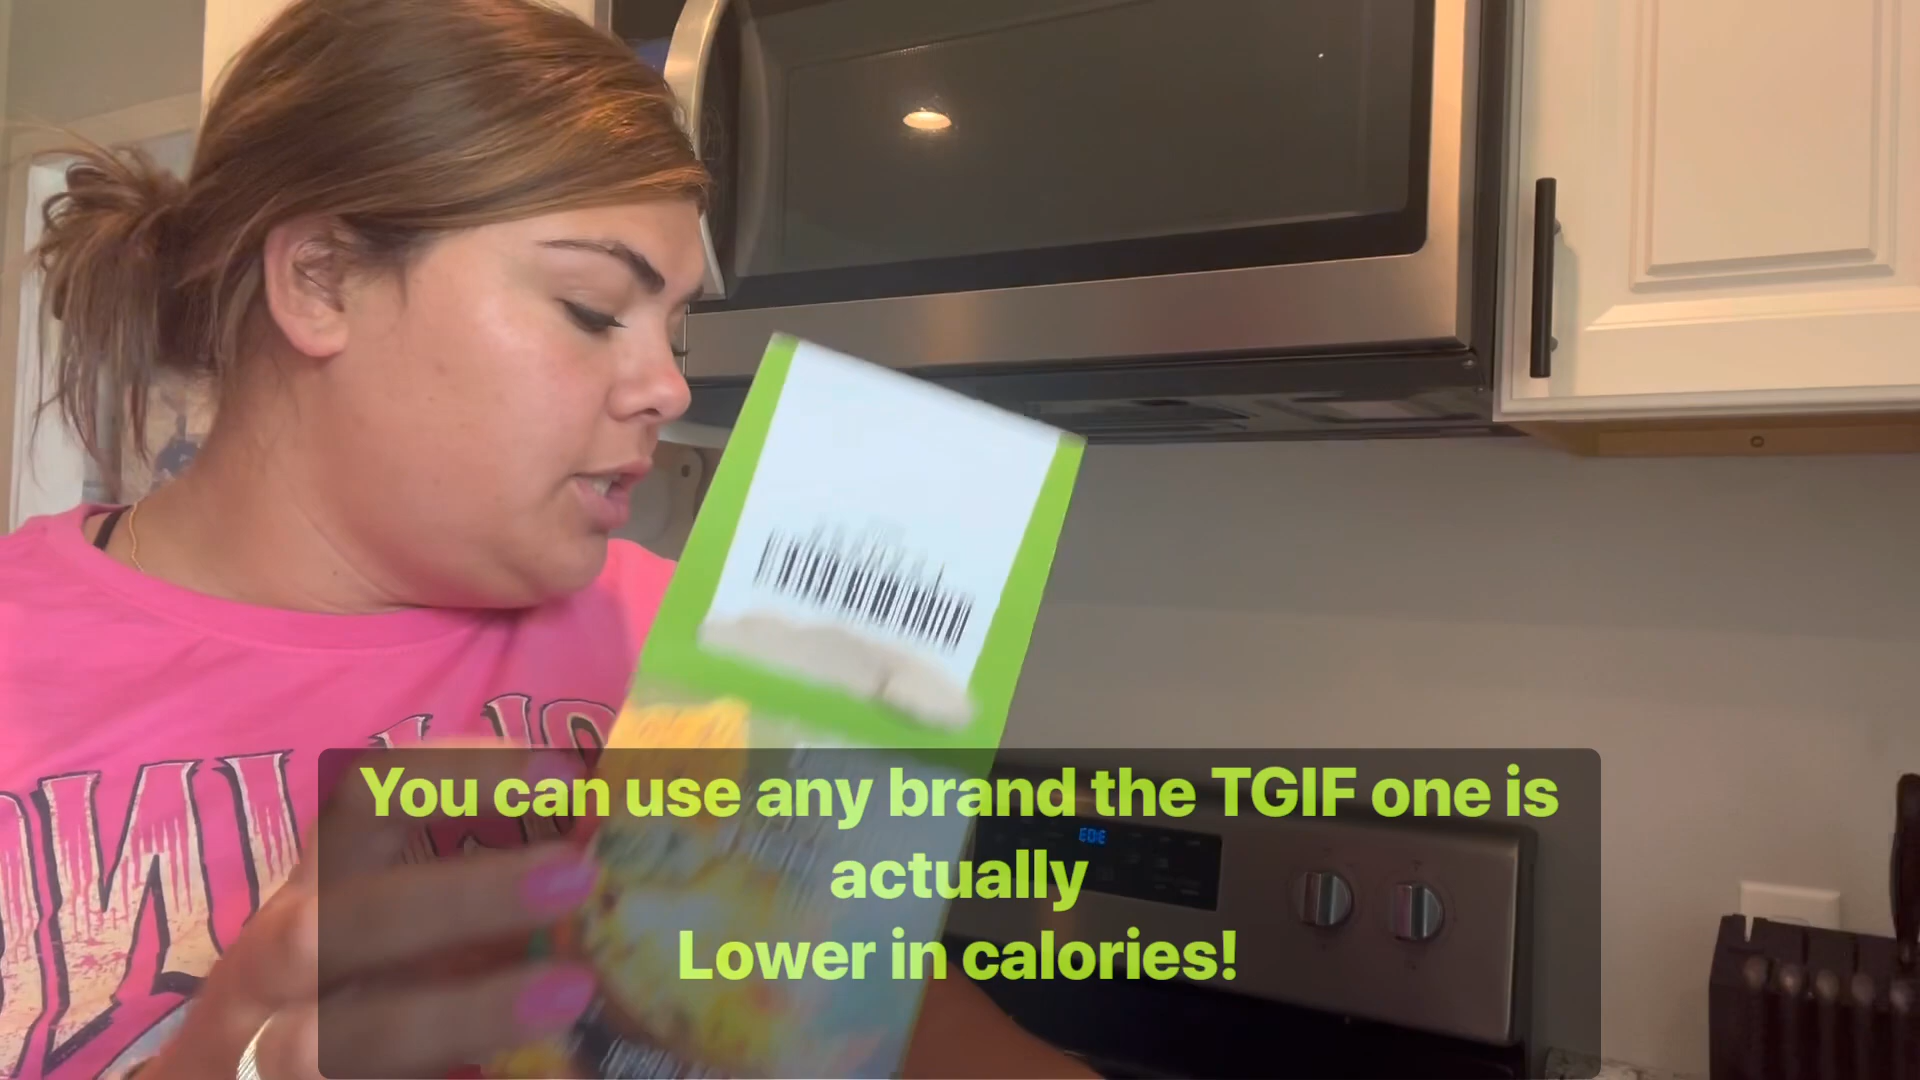 You can use any brand the TGIF one is
actually
Lower in calories!